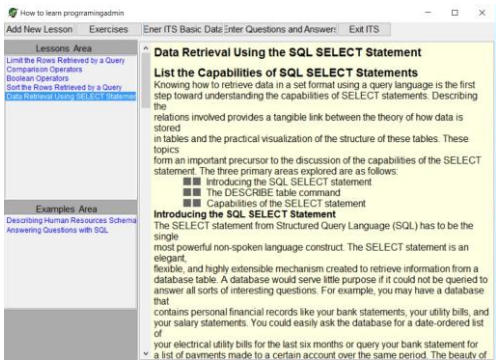 How to learn progrramingadmin
Add New Lesson Exercises Ener ITS Basic Data Enter Questions and Answers Exit ITS
Lessons Area
Limit the Rows Retrieved by a Query
Comparison Operators
Boolean Operators
Sort the Rows Retrieved by a Query
Data Retrieval Using SELECT Statemer
Examples Area
Describing Human Resources Schema
Answering Questions with SQL
Data Retrieval Using the SQL SELECT Statement
List the Capabilities of SQL SELECT Statements
Knowing how to retrieve data in a set format using a query language is the first
step toward understanding the capabilities of SELECT statements. Describing
the
relations involved provides a tangible link between the theory of how data is
stored
in tables and the practical visualization of the structure of these tables. These
topics
form an important precursor to the discussion of the capabilities of the SELECT
statement. The three primary areas explored are as follows:
Introducing the SQL SELECT statement
The DESCRIBE table command
Capabilities of the SELECT statement
Introducing the SQL SELECT Statement
The SELECT statement from Structured Query Language (SQL) has to be the
single
most powerful non-spoken language construct. The SELECT statement is an
elegant,
flexible, and highly extensible mechanism created to retrieve information from a
database table. A database would serve little purpose if it could not be queried to
answer all sorts of interesting questions. For example, you may have a database
that
contains personal financial records like your bank statements, your utility bills, and
your salary statements. You could easily ask the database for a date-ordered list
of
your electrical utility bills for the last six months or query your bank statement for
a list of payments made to a certain account over the same period. The beauty of